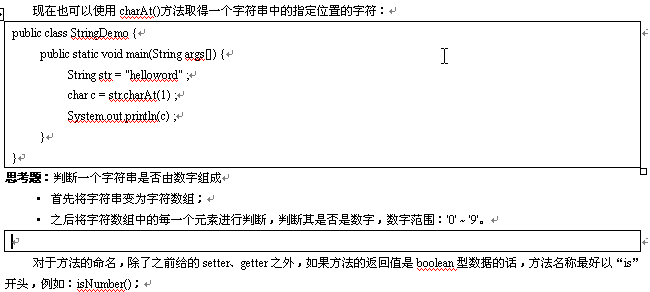 现在也可以使用 charAt()方法取得一个字符串中的指定位置的字符：
public class StringDemo {
public static void main(String args[]) {
String str = "helloword" ;
char c = str.charAt(1) ;
System.out.println(c) ;
}
}
思考题：判断一个字符串是否由数字组成
▪ 首先将字符串变为字符数组；
▪ 之后将字符数组中的每一个元素进行判断，判断其是否是数字，数字范围：'0' ~ '9'。
对于方法的命名，除了之前给的 setter、getter 之外，如果方法的返回值是 boolean 型数据的话，方法名称最好以“is”
开头，例如：isNumber()；